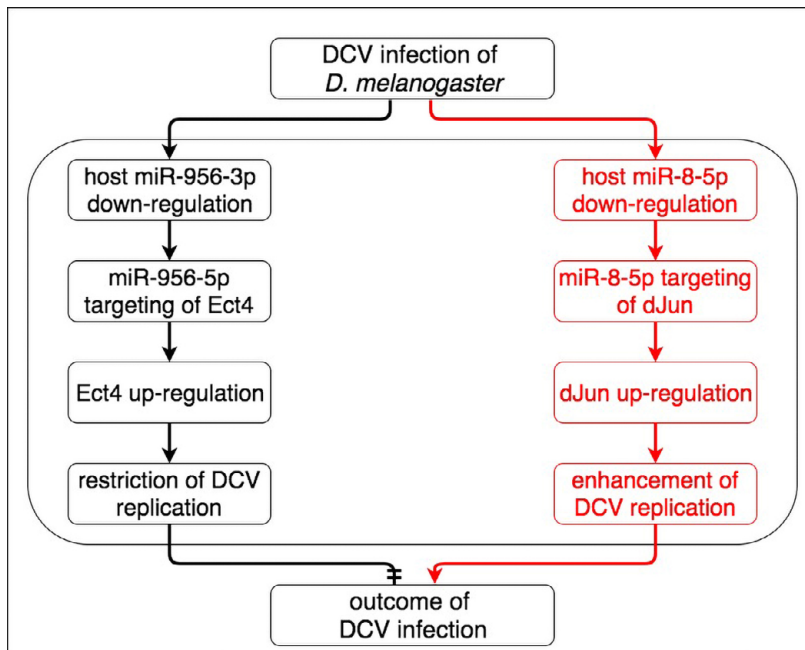 DCV infection of
D. melanogaster
host miR-956-3p
down-regulation
miR-956-5p
targeting of Ect4
Ect4 up-regulation
restriction of DCV
replication
host miR-8-5p
down-regulation
miR-8-5p targeting
of dJun
dJun up-regulation
enhancement of
DCV replication
outcome of
DCV infection